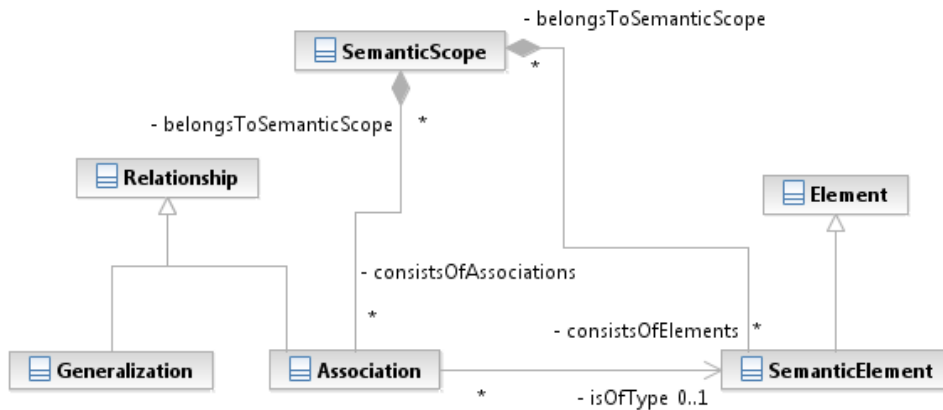 - belongsToSemanticScope
SemanticScope
*
- belongsToSemanticScope
*
Relationship
Element
- consistsOfAssociations
*
- consistsOfElements
*
Generalization
Association
SemanticElement
*
- isOfType 0..1